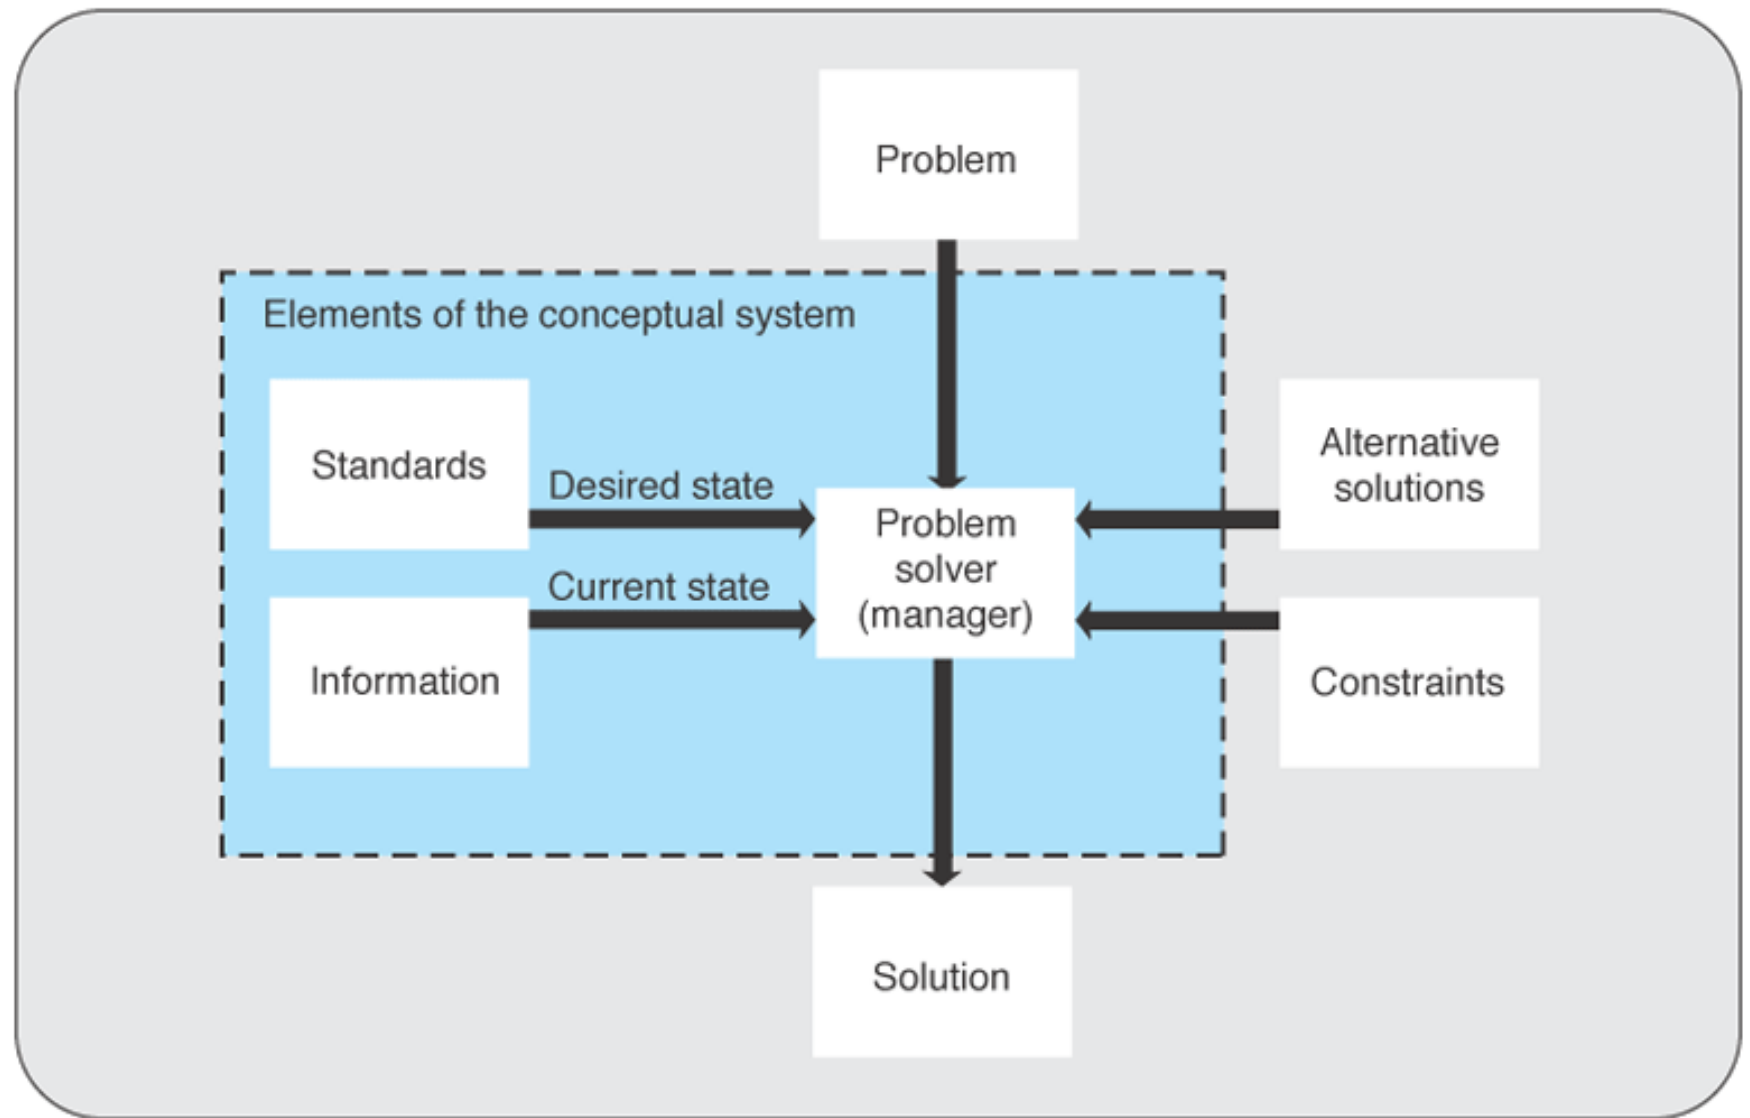 Problem
Elements of the conceptual system
Standards
Desired state
Current state
Information
Problem
solver
(manager)
Alternative
solutions
Constraints
Solution